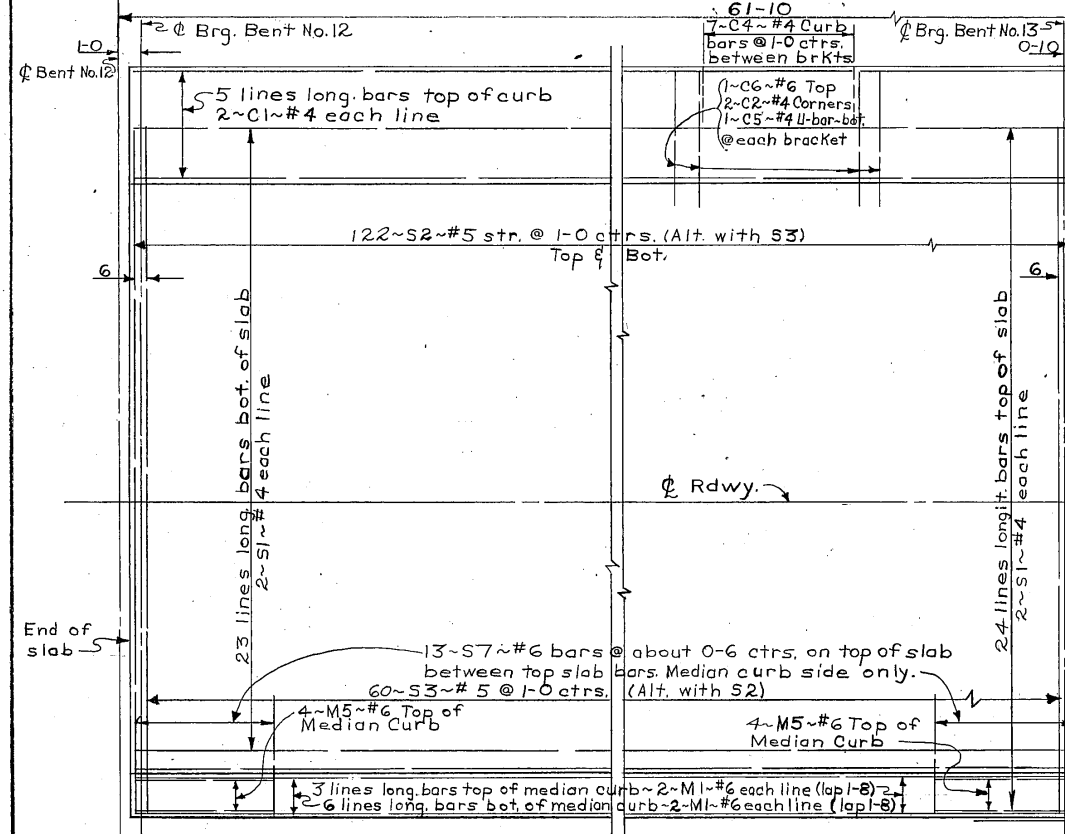 61-10
℄ Brg. Bent No.12
7~C4~#4 Curb
bars @ 1-0 ctrs.
between brkts
℄ Brg. Bent No.13
1-0
0-10
℄ Bent No.12
5 lines long. bars top of curb
2~C1~#4 each line
1~C6~#6 Top
2~C2~#4 Corners
1~C5~#4 U-bar~bot.
@ each bracket
122~S2~#5 str. @ 1-0 ctrs. (Alt. with S3)
Top & Bot.
6
6
23 lines long. bars bot. of slab
2~S1~#4 each line
24 lines longit. bars top of slab
2~S1~#4 each line
℄ Rdwy.
End of
slab
13~S7~#6 bars @ about 0-6 ctrs. on top of slab
between top slab bars. Median curb side only.
60~S3~#5 @ 1-0 ctrs. (Alt. with S2)
4~M5~#6 Top of
Median Curb
4~M5~#6 Top of
Median Curb
3 lines long. bars top of median curb~2~M1~#6 each line (lap 1-8)
6 lines long. bars bot. of median curb~2~M1~#6 each line (lap 1-8)